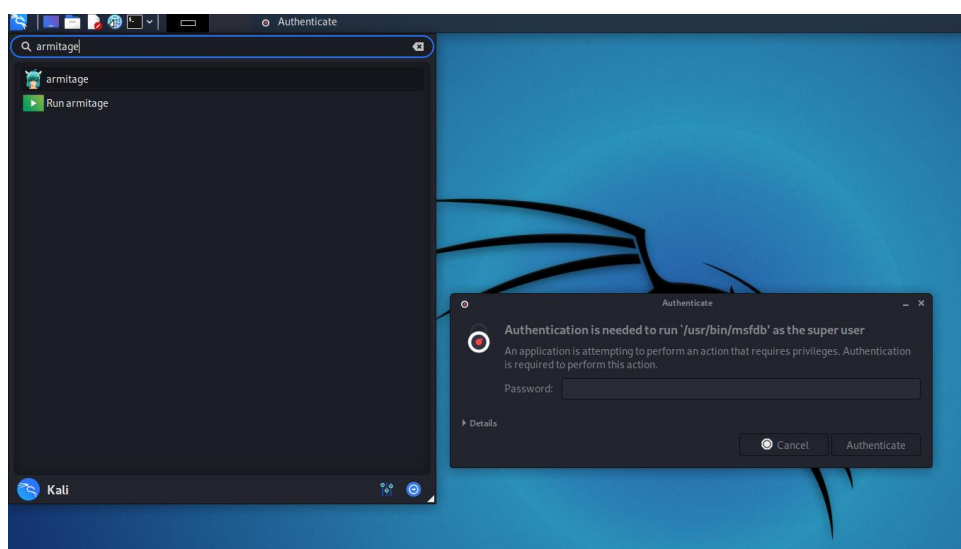 Authenticate
armitage
armitage
Run armitage
Kali
Authenticate
Authentication is needed to run `/usr/bin/msfdb' as the super user
An application is attempting to perform an action that requires privileges. Authentication
is required to perform this action.
Password:
Details
Cancel
Authenticate